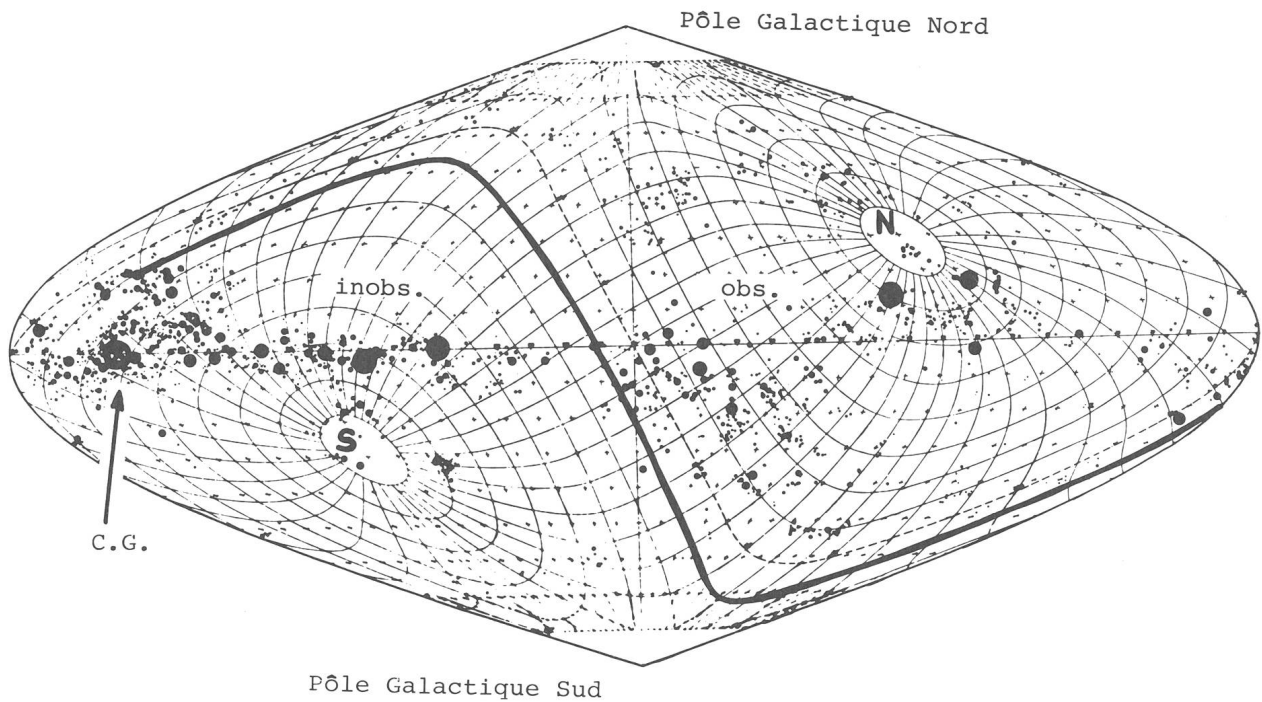 Pôle Galactique Nord
N
inobs.
obs.
S
C.G.
Pôle Galactique Sud